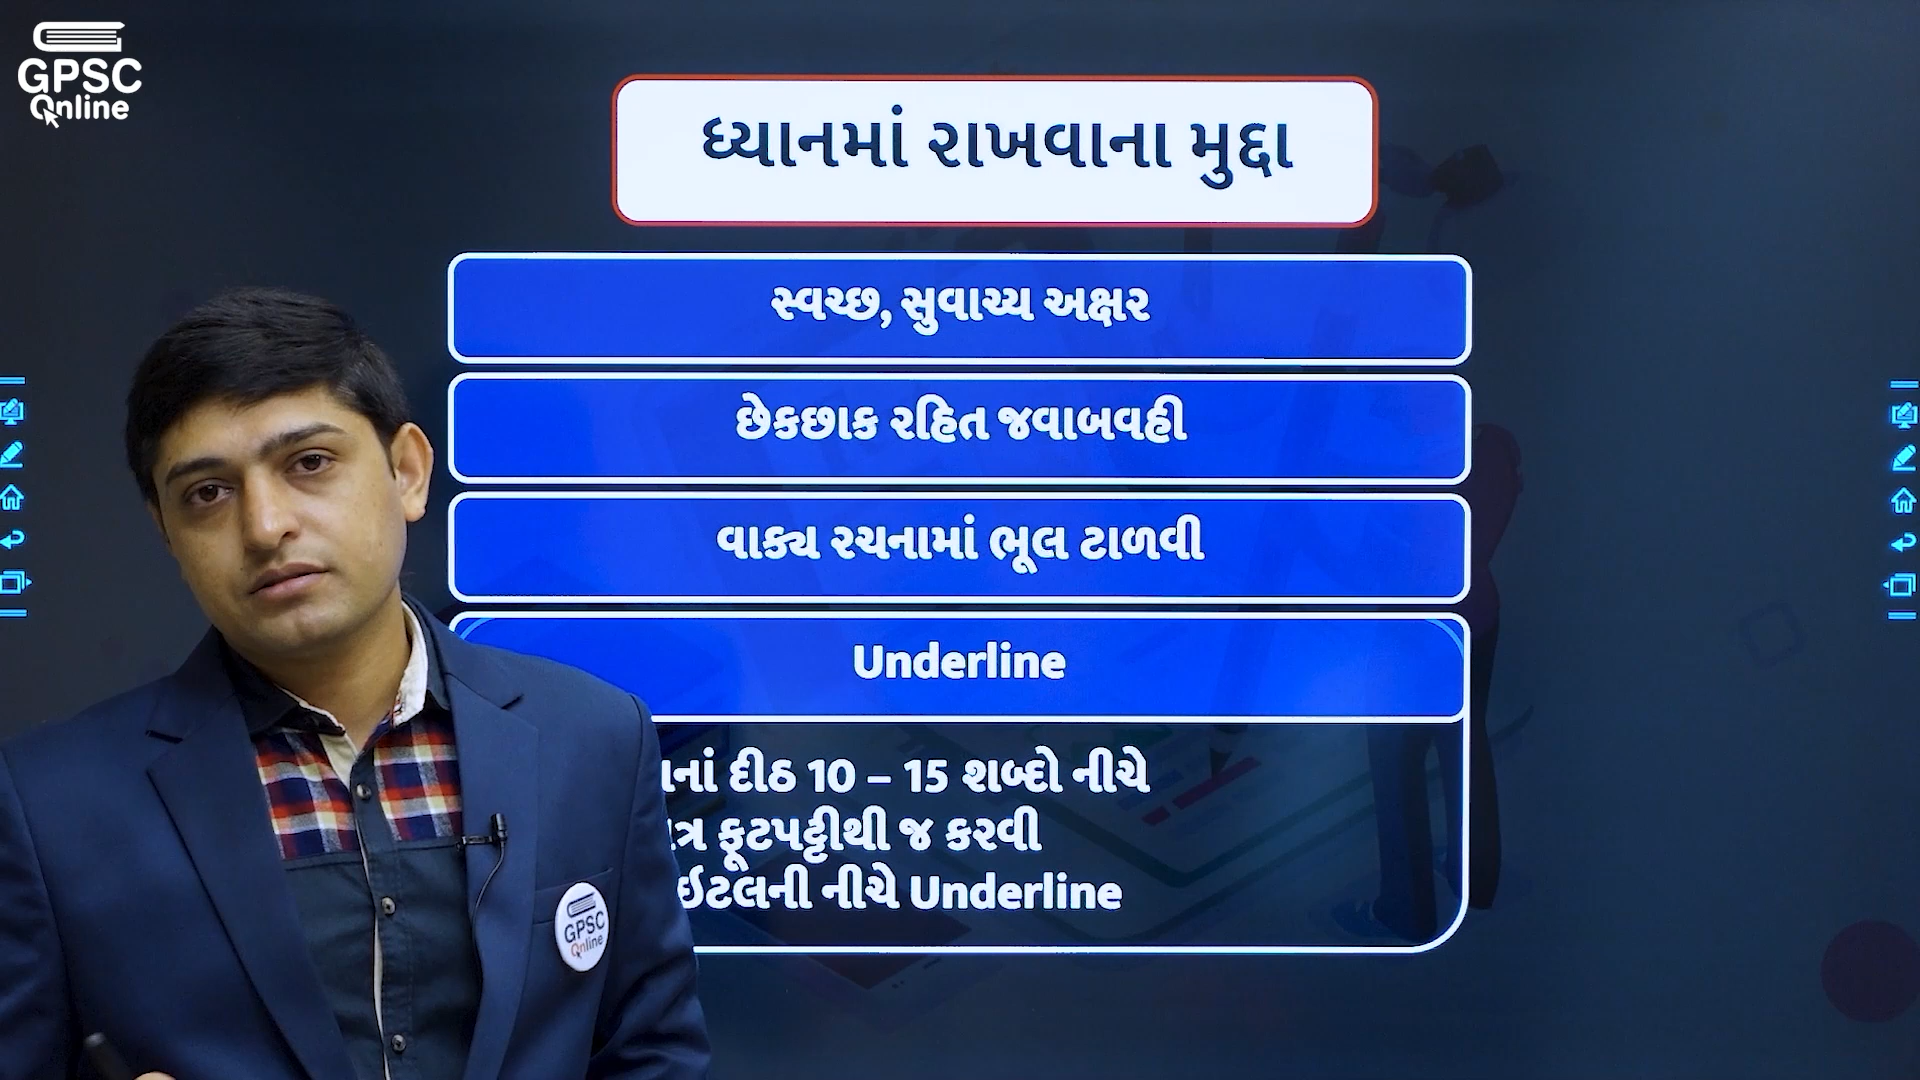 GPSC
Online
ધ્યાનમાં રાખવાના મુદ્દા
સ્વચ્છ, સુવાચ્ય અક્ષર
છેકછાક રહિત જવાબવહી
વાક્ય રચનામાં ભૂલ ટાળવી
Underline
દીઠ 10 – 15 શબ્દો નીચે
ફૂટપટ્ટીથી જ કરવી
નીચે Underline
GPSC
Online